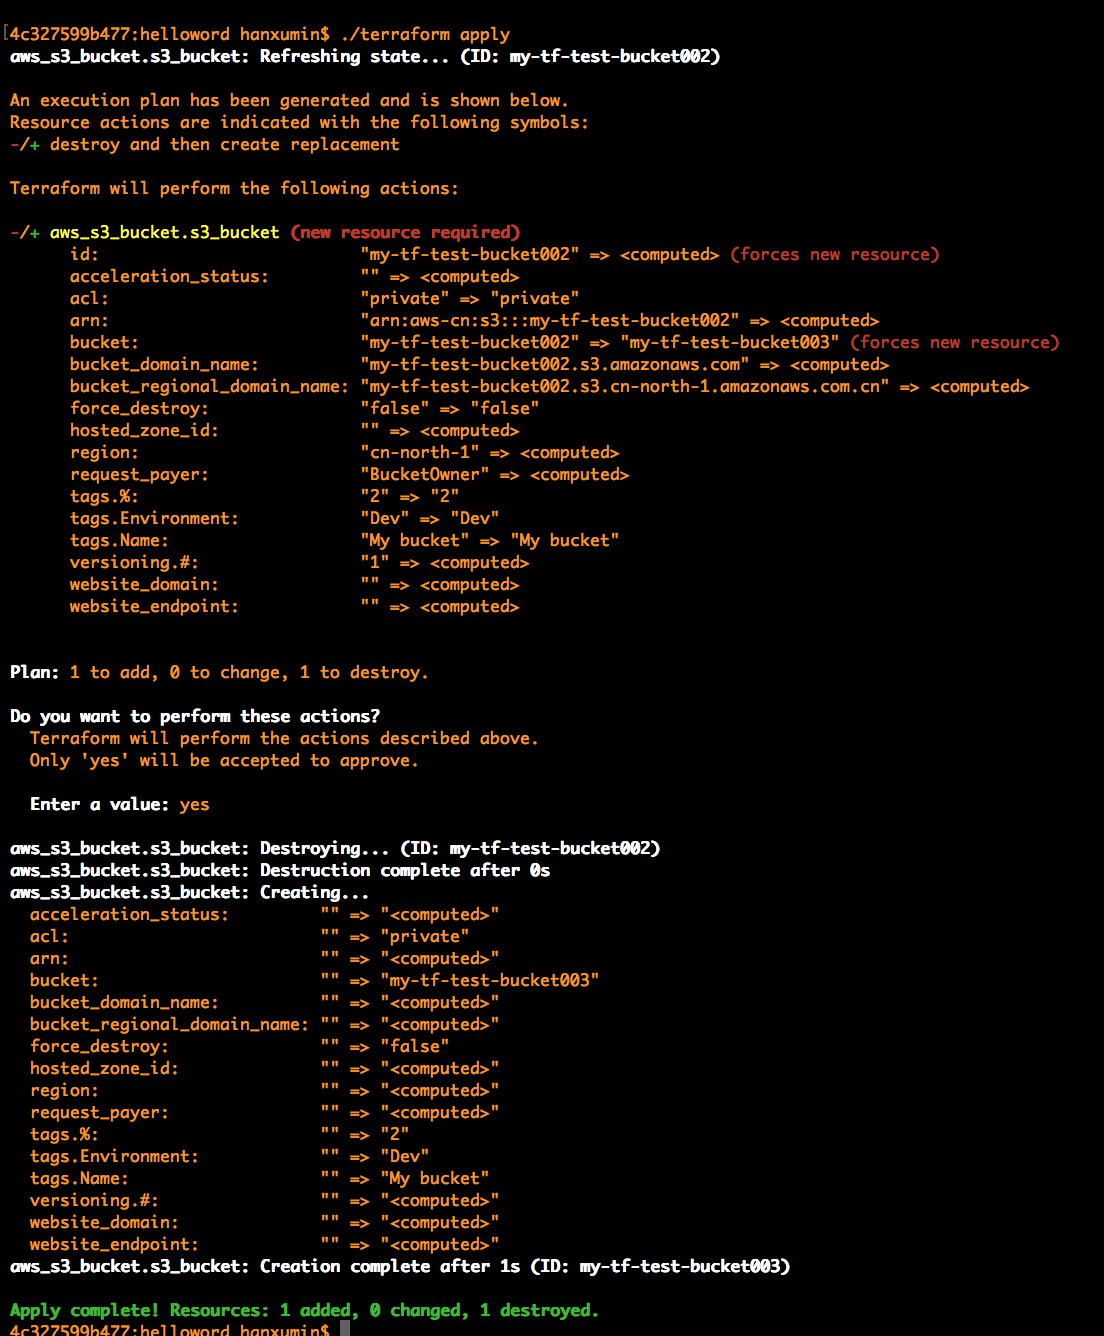 [4c327599b477:helloword hanxumin$ ./terraform apply
aws_s3_bucket.s3_bucket: Refreshing state... (ID: my-tf-test-bucket002)
An execution plan has been generated and is shown below.
Resource actions are indicated with the following symbols:
-/+ destroy and then create replacement
Terraform will perform the following actions:
-/+ aws_s3_bucket.s3_bucket (new resource required)
id: "my-tf-test-bucket002" => <computed> (forces new resource)
acceleration_status: "" => <computed>
acl: "private" => "private"
arn: "arn:aws-cn:s3:::my-tf-test-bucket002" => <computed>
bucket: "my-tf-test-bucket002" => "my-tf-test-bucket003" (forces new resource)
bucket_domain_name: "my-tf-test-bucket002.s3.amazonaws.com" => <computed>
bucket_regional_domain_name: "my-tf-test-bucket002.s3.cn-north-1.amazonaws.com.cn" => <computed>
force_destroy: "false" => "false"
hosted_zone_id: "" => <computed>
region: "cn-north-1" => <computed>
request_payer: "BucketOwner" => <computed>
tags.%: "2" => "2"
tags.Environment: "Dev" => "Dev"
tags.Name: "My bucket" => "My bucket"
versioning.#: "1" => <computed>
website_domain: "" => <computed>
website_endpoint: "" => <computed>
Plan: 1 to add, 0 to change, 1 to destroy.
Do you want to perform these actions?
Terraform will perform the actions described above.
Only 'yes' will be accepted to approve.
Enter a value: yes
aws_s3_bucket.s3_bucket: Destroying... (ID: my-tf-test-bucket002)
aws_s3_bucket.s3_bucket: Destruction complete after 0s
aws_s3_bucket.s3_bucket: Creating...
acceleration_status: "" => "<computed>"
acl: "" => "private"
arn: "" => "<computed>"
bucket: "" => "my-tf-test-bucket003"
bucket_domain_name: "" => "<computed>"
bucket_regional_domain_name: "" => "<computed>"
force_destroy: "" => "false"
hosted_zone_id: "" => "<computed>"
region: "" => "<computed>"
request_payer: "" => "<computed>"
tags.%: "" => "2"
tags.Environment: "" => "Dev"
tags.Name: "" => "My bucket"
versioning.#: "" => "<computed>"
website_domain: "" => "<computed>"
website_endpoint: "" => "<computed>"
aws_s3_bucket.s3_bucket: Creation complete after 1s (ID: my-tf-test-bucket003)
Apply complete! Resources: 1 added, 0 changed, 1 destroyed.
4c327599b477:helloword hanxumin$